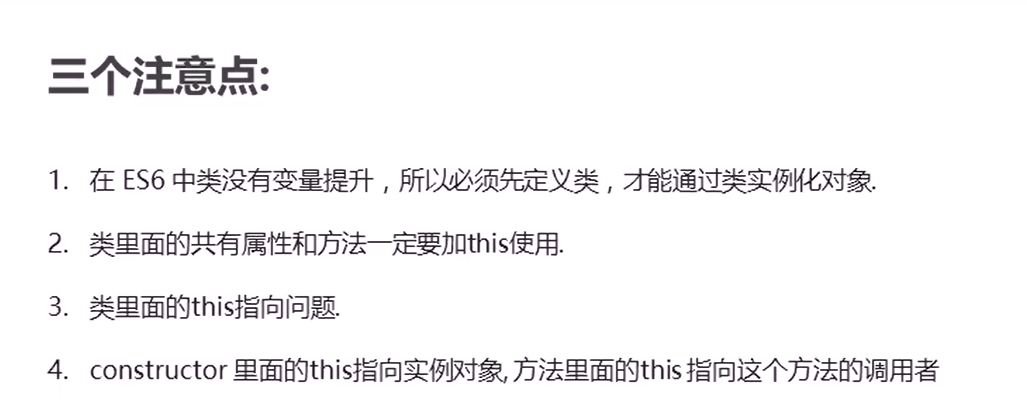 三个注意点:
1. 在 ES6 中类没有变量提升，所以必须先定义类，才能通过类实例化对象.
2. 类里面的共有属性和方法一定要加this使用.
3. 类里面的this指向问题.
4. constructor 里面的this指向实例对象, 方法里面的this 指向这个方法的调用者